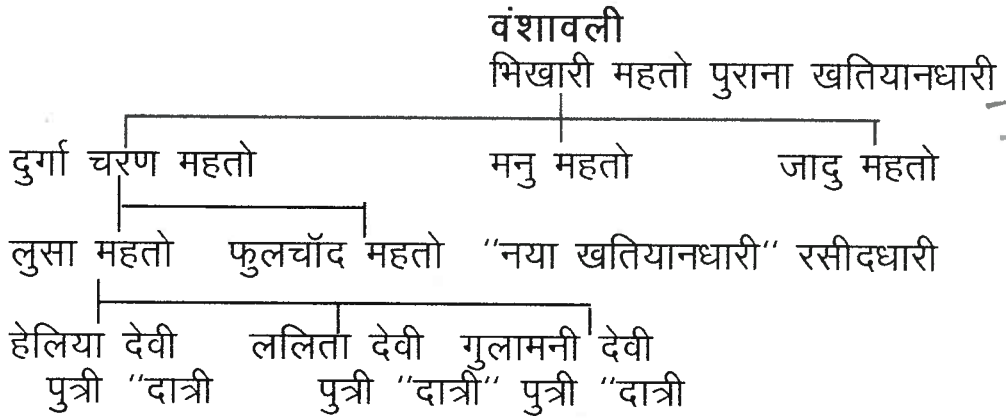 वंशावली
भिखारी महतो पुराना खतियानधारी
दुर्गा चरण महतो मनु महतो जादु महतो
लुसा महतो फुलचॉद महतो "नया खतियानधारी" रसीदधारी
हेलिया देवी ललिता देवी गुलामनी देवी
पुत्री "दात्री पुत्री "दात्री" पुत्री "दात्री